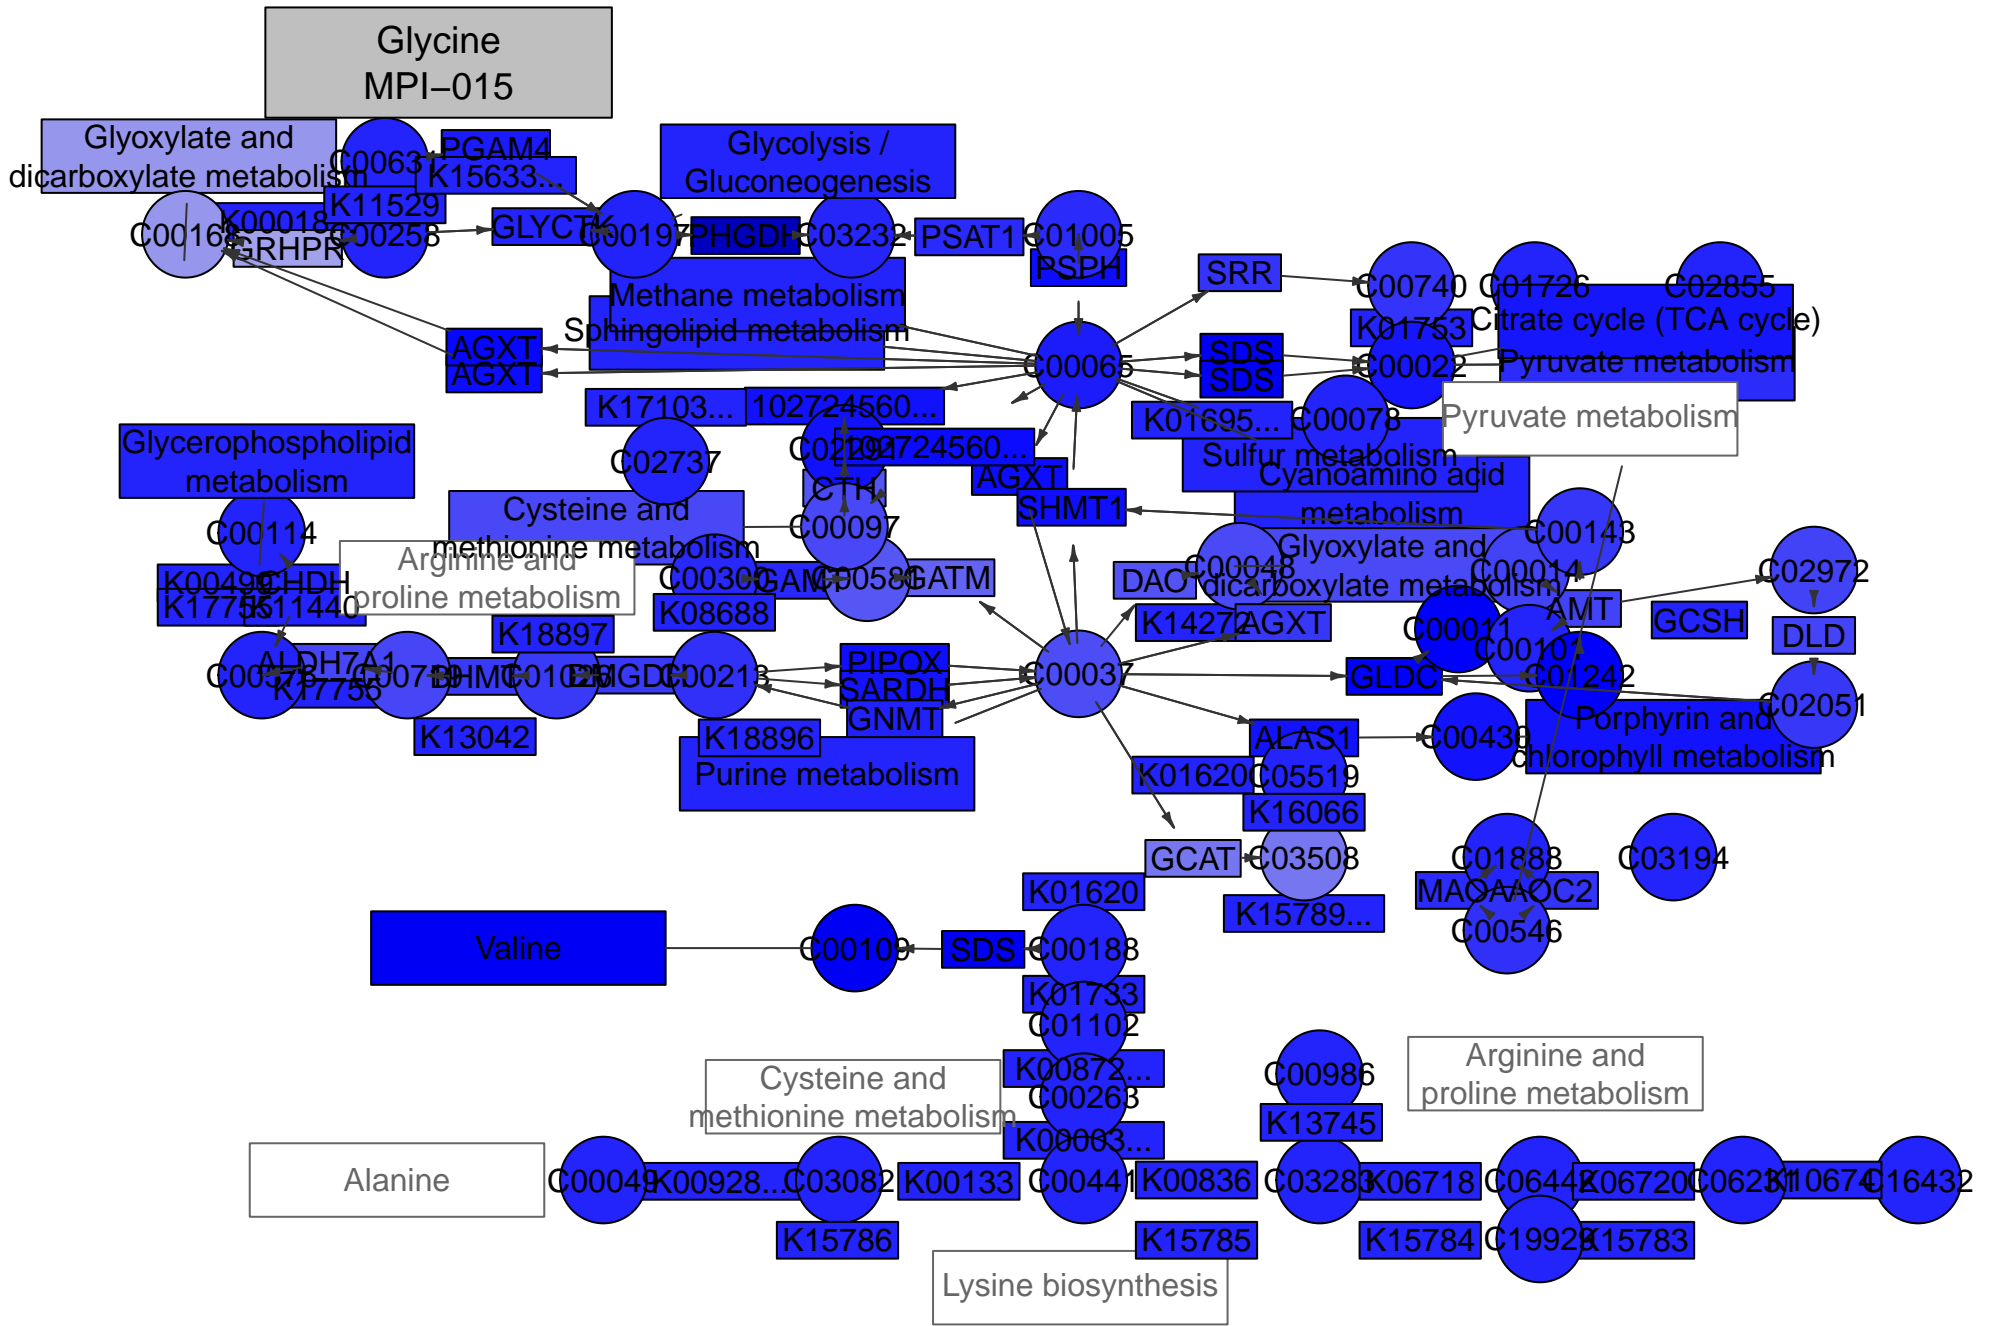 Glycine
MPI–015
Glyoxylate and
dicarboxylate metabolism
C00631
PGAM4
K15633...
Glycolysis /
Gluconeogenesis
K11529
C00168
K00018
GRHPR
C00258
GLYCTK
C00197
PHGDH
C03232
PSAT1
C01005
PSPH
SRR
C00740
C01726
C02855
Methane metabolism
Sphingolipid metabolism
K01753
Citrate cycle (TCA cycle)
AGXT
AGXT
C00065
SDS
SDS
C00022
Pyruvate metabolism
K17103...
102724560...
K01695...
C00078
Pyruvate metabolism
Glycerophospholipid
metabolism
C02737
C02291
102724560...
Sulfur metabolism
AGXT
Cyanoamino acid
metabolism
CTH
SHMT1
Cysteine and
methionine metabolism
C00097
C00114
C00143
Arginine and
proline metabolism
Glyoxylate and
dicarboxylate metabolism
K00499
CHDH
K17755
K11440
C00300
GAMT
C00581
GATM
DAO
C00048
C00014
C02972
K08688
K14272
AGXT
AMT
GCSH
K18897
C00011
C00101
DLD
C00576
ALDH7A1
K17755
C00719
BHMT
C01026
DMGDH
C00213
PIPOX
SARDH
GNMT
C00037
GLDC
C01242
C02051
K13042
K18896
Purine metabolism
ALAS1
C00430
Porphyrin and
chlorophyll metabolism
K01620
C05519
K16066
GCAT
C03508
C01888
C03194
K01620
K15789...
MAOA
AOC2
C00546
Valine
C00109
SDS
C00188
K01733
C01102
Cysteine and
methionine metabolism
K00872...
C00263
K00003...
C00986
K13745
Arginine and
proline metabolism
Alanine
C00049
K00928...
C03082
K00133
C00441
K00836
C03283
K06718
C06442
K06720
C06231
K10674
C16432
K15786
K15785
K15784
C19929
K15783
Lysine biosynthesis